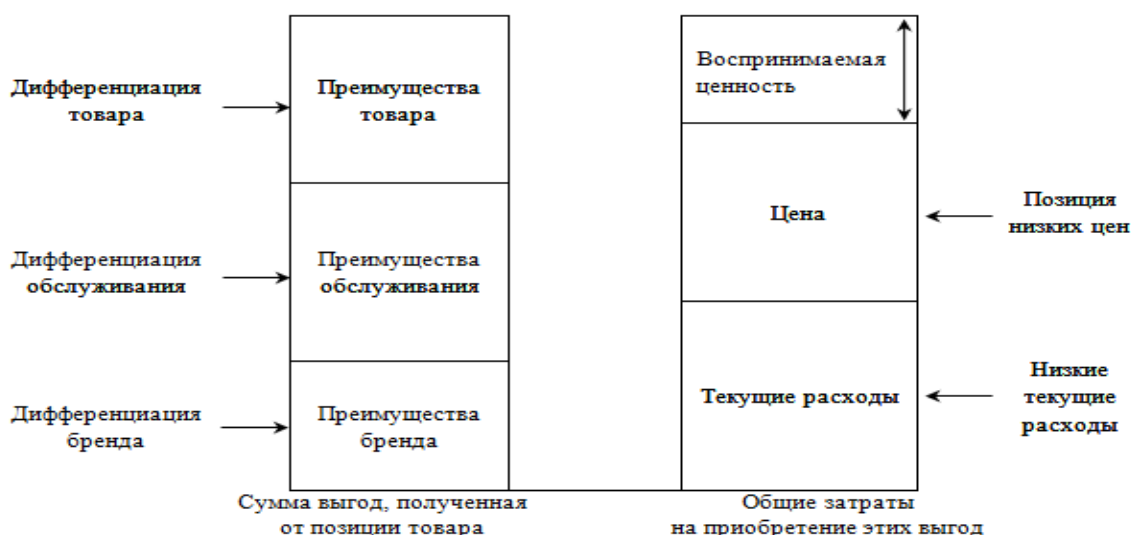 Дифференциация
товара
Преимущества
товара
Воспринимаемая
ценность
Цена
Позиция
низких цен
Дифференциация
обслуживания
Преимущества
обслуживания
Текущие расходы
Низкие
текущие
расходы
Дифференциация
бренда
Преимущества
бренда
Сумма выгод, полученная
от позиции товара
Общие затраты
на приобретение этих выгод